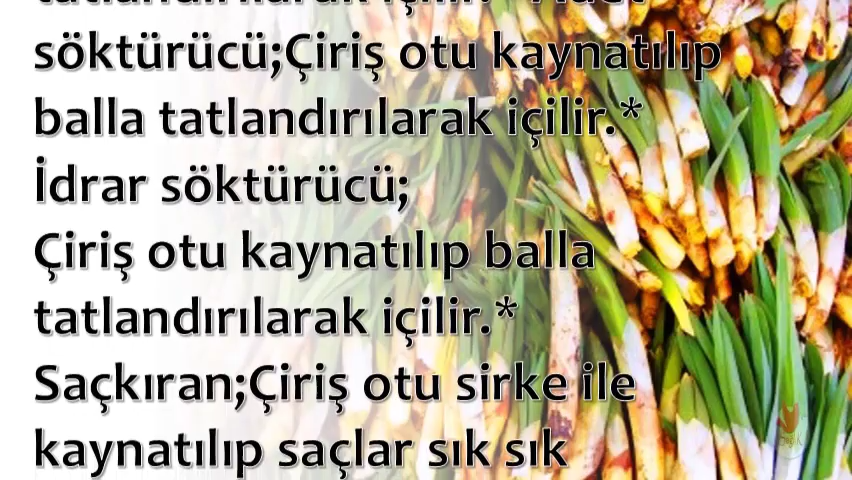 söktürücü;Çiriş otu kaynatılıp
balla tatlandırılarak içilir.*
İdrar söktürücü;
Çiriş otu kaynatılıp balla
tatlandırılarak içilir.*
Saçkıran;Çiriş otu sirke ile
kaynatılıp saçlar sık sık